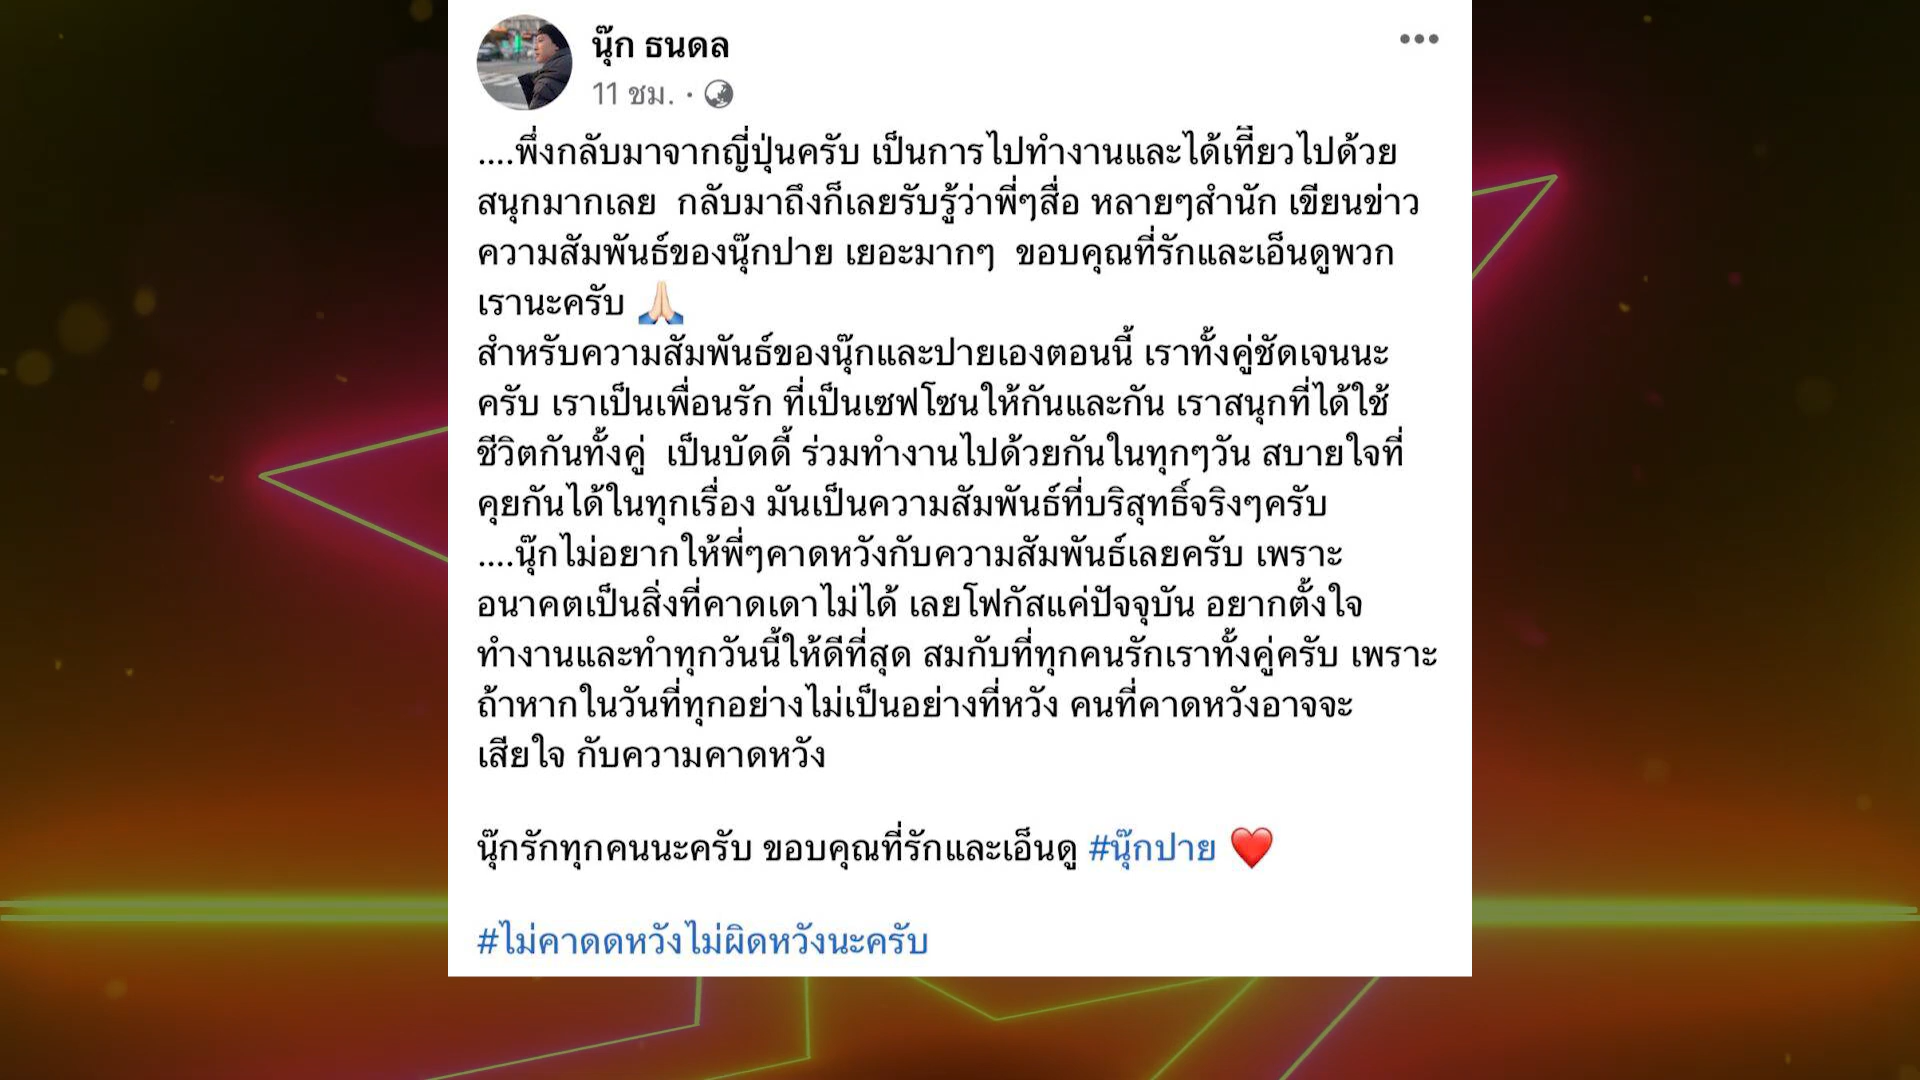 นุ๊ก ธนดล
11 ชม. ·
....พึ่งกลับมาจากญี่ปุ่นครับ เป็นการไปทำงานและได้เที่ยวไปด้วย
สนุกมากเลย กลับมาถึงก็เลยรับรู้ว่าพี่ๆสื่อ หลายๆสำนัก เขียนข่าว
ความสัมพันธ์ของนุ๊กปาย เยอะมากๆ ขอบคุณที่รักและเอ็นดูพวก
เรานะครับ 🙏🏻
สำหรับความสัมพันธ์ของนุ๊กและปายเองตอนนี้ เราทั้งคู่ชัดเจนนะ
ครับ เราเป็นเพื่อนรัก ที่เป็นเซฟโซนให้กันและกัน เราสนุกที่ได้ใช้
ชีวิตกันทั้งคู่ เป็นบัดดี้ ร่วมทำงานไปด้วยกันในทุกๆวัน สบายใจที่
คุยกันได้ในทุกเรื่อง มันเป็นความสัมพันธ์ที่บริสุทธิ์จริงๆครับ
....นุ๊กไม่อยากให้พี่ๆคาดหวังกับความสัมพันธ์เลยครับ เพราะ
อนาคตเป็นสิ่งที่คาดเดาไม่ได้ เลยโฟกัสแค่ปัจจุบัน อยากตั้งใจ
ทำงานและทำทุกวันนี้ให้ดีที่สุด สมกับที่ทุกคนรักเราทั้งคู่ครับ เพราะ
ถ้าหากในวันที่ทุกอย่างไม่เป็นอย่างที่หวัง คนที่คาดหวังอาจจะ
เสียใจ กับความคาดหวัง
นุ๊กรักทุกคนนะครับ ขอบคุณที่รักและเอ็นดู #นุ๊กปาย ❤️
#ไม่คาดดหวังไม่ผิดหวังนะครับ